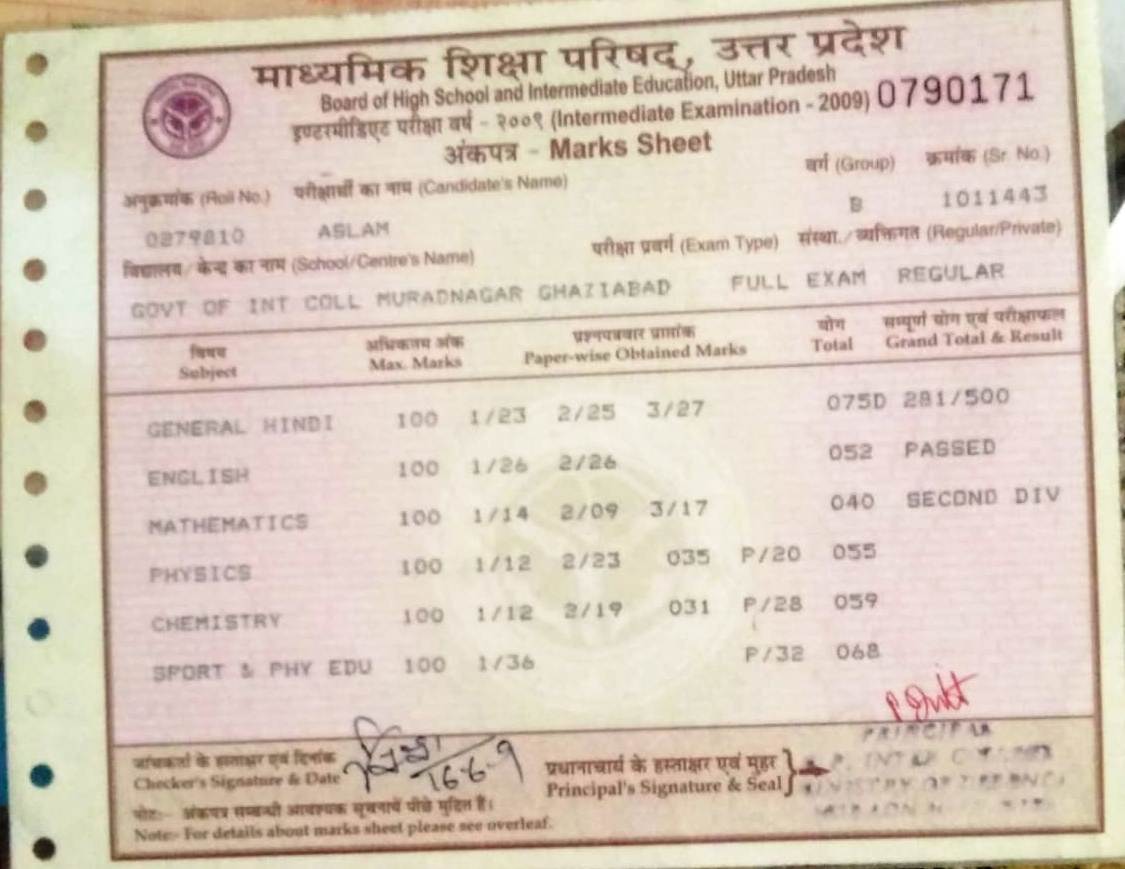 माध्यमिक शिक्षा परिषद्, उत्तर प्रदेश
Board of High School and Intermediate Education, Uttar Pradesh
इण्टरमीडिएट परीक्षा वर्ष - २००९ (Intermediate Examination - 2009) 0790171
अंकपत्र - Marks Sheet
अनुक्रमांक (Roll No.) परीक्षार्थी का नाम (Candidate's Name) वर्ग (Group) क्रमांक (Sr. No.)
0279810 ASLAM B 1011443
विद्यालय/केन्द्र का नाम (School/Centre's Name) परीक्षा प्रवर्ग (Exam Type) संस्था./व्यक्तिगत (Regular/Private)
GOVT OF INT COLL MURADNAGAR GHAZIABAD FULL EXAM REGULAR
विषय अधिकतम अंक प्रश्नपत्रवार प्राप्तांक योग सम्पूर्ण योग एवं परीक्षाफल
Subject Max. Marks Paper-wise Obtained Marks Total Grand Total & Result
GENERAL HINDI 100 1/23 2/25 3/27 075D 281/500
ENGLISH 100 1/26 2/26 052 PASSED
MATHEMATICS 100 1/14 2/09 3/17 040 SECOND DIV
PHYSICS 100 1/12 2/23 035 P/20 055
CHEMISTRY 100 1/12 2/19 031 P/28 059
SPORT & PHY EDU 100 1/36 P/32 068
जांचकर्ता के हस्ताक्षर एवं दिनांक
Checker's Signature & Date 16-6-9
प्रधानाचार्य के हस्ताक्षर एवं मुहर
Principal's Signature & Seal
PRINCIPAL
नोट:- अंकपत्र सम्बन्धी आवश्यक सूचनायें पीछे मुद्रित है।
Note:- For details about marks sheet please see overleaf.